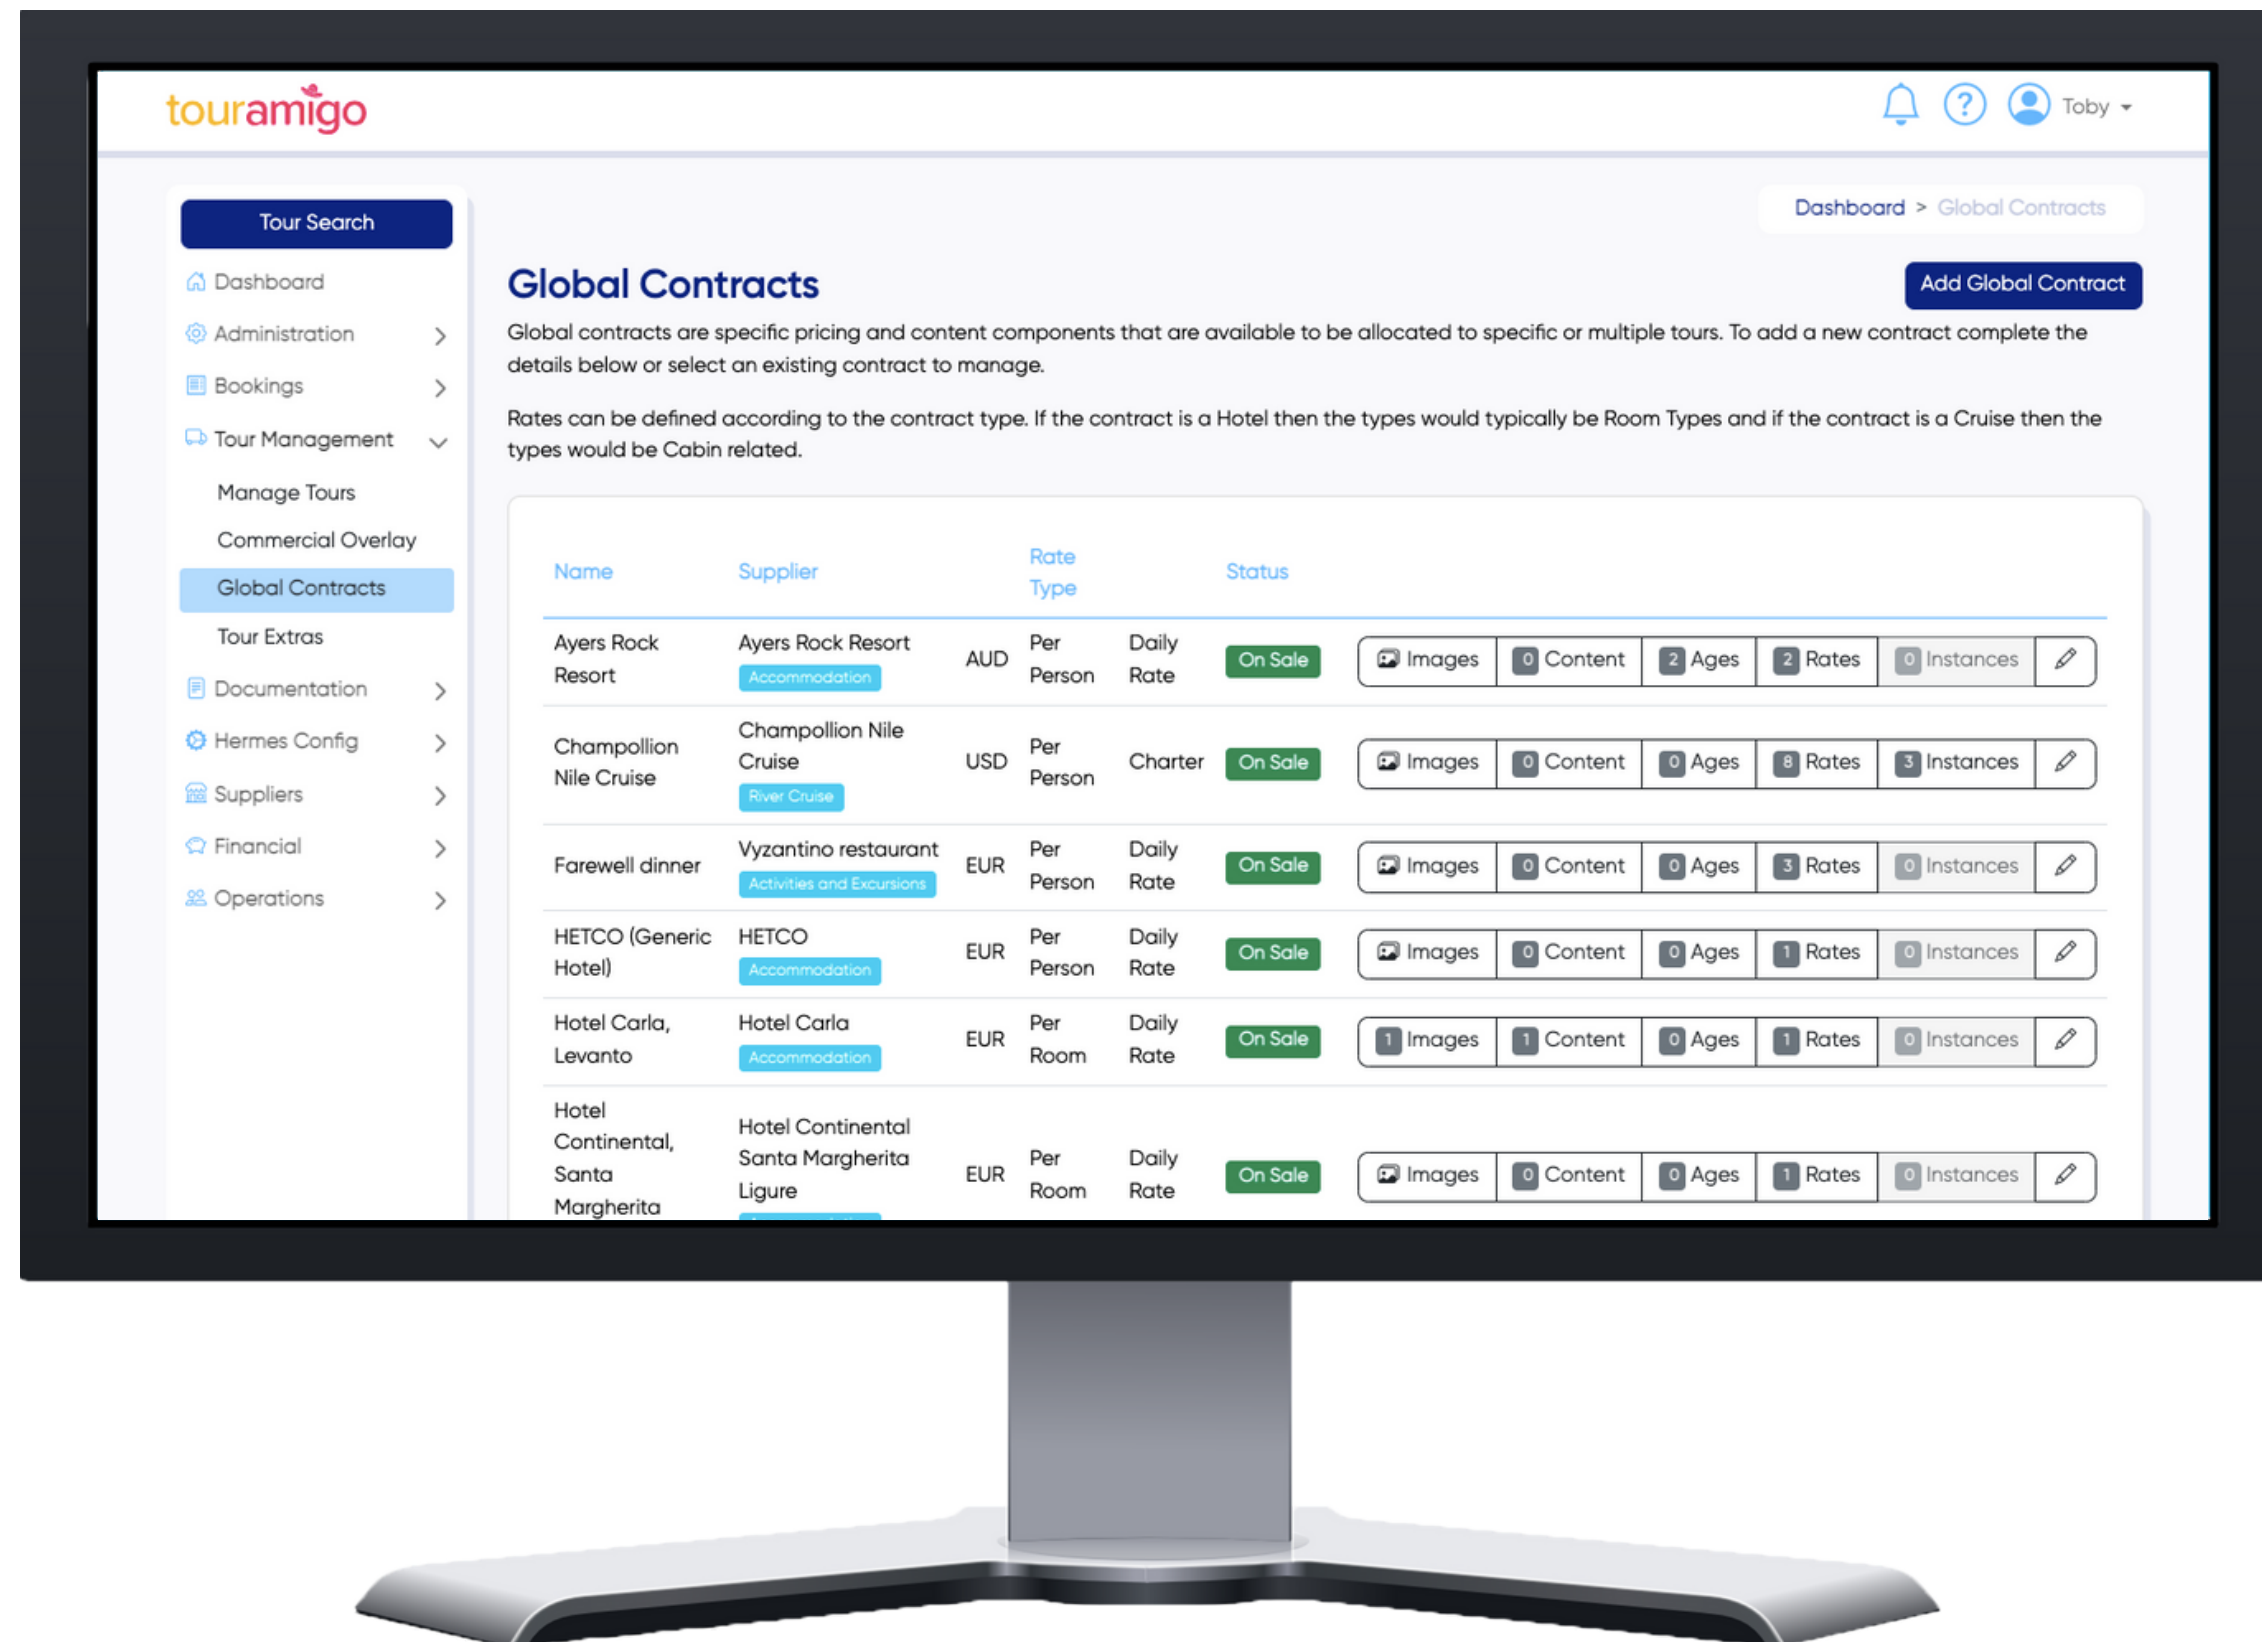 touramigo
Toby
Tour Search
Dashboard
Administration
Bookings
Tour Management
Manage Tours
Commercial Overlay
Global Contracts
Tour Extras
Documentation
Hermes Config
Suppliers
Financial
Operations
Dashboard > Global Contracts
Global Contracts
Add Global Contract
Global contracts are specific pricing and content components that are available to be allocated to specific or multiple tours. To add a new contract complete the
details below or select an existing contract to manage.
Rates can be defined according to the contract type. If the contract is a Hotel then the types would typically be Room Types and if the contract is a Cruise then the
types would be Cabin related.
Name
Supplier
Rate
Type
Status
Ayers Rock
Resort
Ayers Rock Resort
Accommodation
AUD
Per
Person
Daily
Rate
On Sale
Images 0 Content 2 Ages 2 Rates 0 Instances
Champollion
Nile Cruise
Champollion Nile
Cruise
River Cruise
USD
Per
Person
Charter
On Sale
Images 0 Content 0 Ages 8 Rates 3 Instances
Farewell dinner
Vyzantino restaurant
Activities and Excursions
EUR
Per
Person
Daily
Rate
On Sale
Images 0 Content 0 Ages 3 Rates 0 Instances
HETCO (Generic
Hotel)
HETCO
Accommodation
EUR
Per
Person
Daily
Rate
On Sale
Images 0 Content 0 Ages 1 Rates 0 Instances
Hotel Carla,
Levanto
Hotel Carla
Accommodation
EUR
Per
Room
Daily
Rate
On Sale
1 Images 1 Content 0 Ages 1 Rates 0 Instances
Hotel
Continental,
Santa
Margherita
Hotel Continental
Santa Margherita
Ligure
EUR
Per
Room
Daily
Rate
On Sale
Images 0 Content 0 Ages 1 Rates 0 Instances